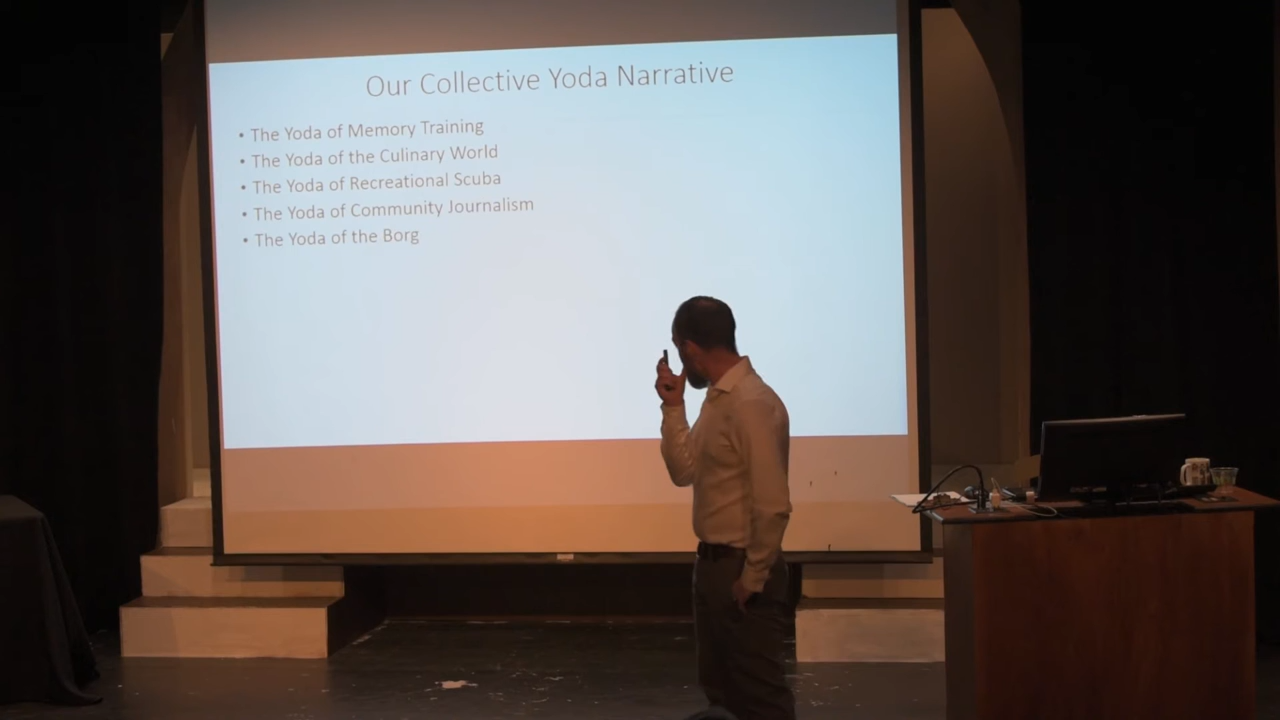 Our Collective Yoda Narrative
• The Yoda of Memory Training
• The Yoda of the Culinary World
• The Yoda of Recreational Scuba
• The Yoda of Community Journalism
• The Yoda of the Borg